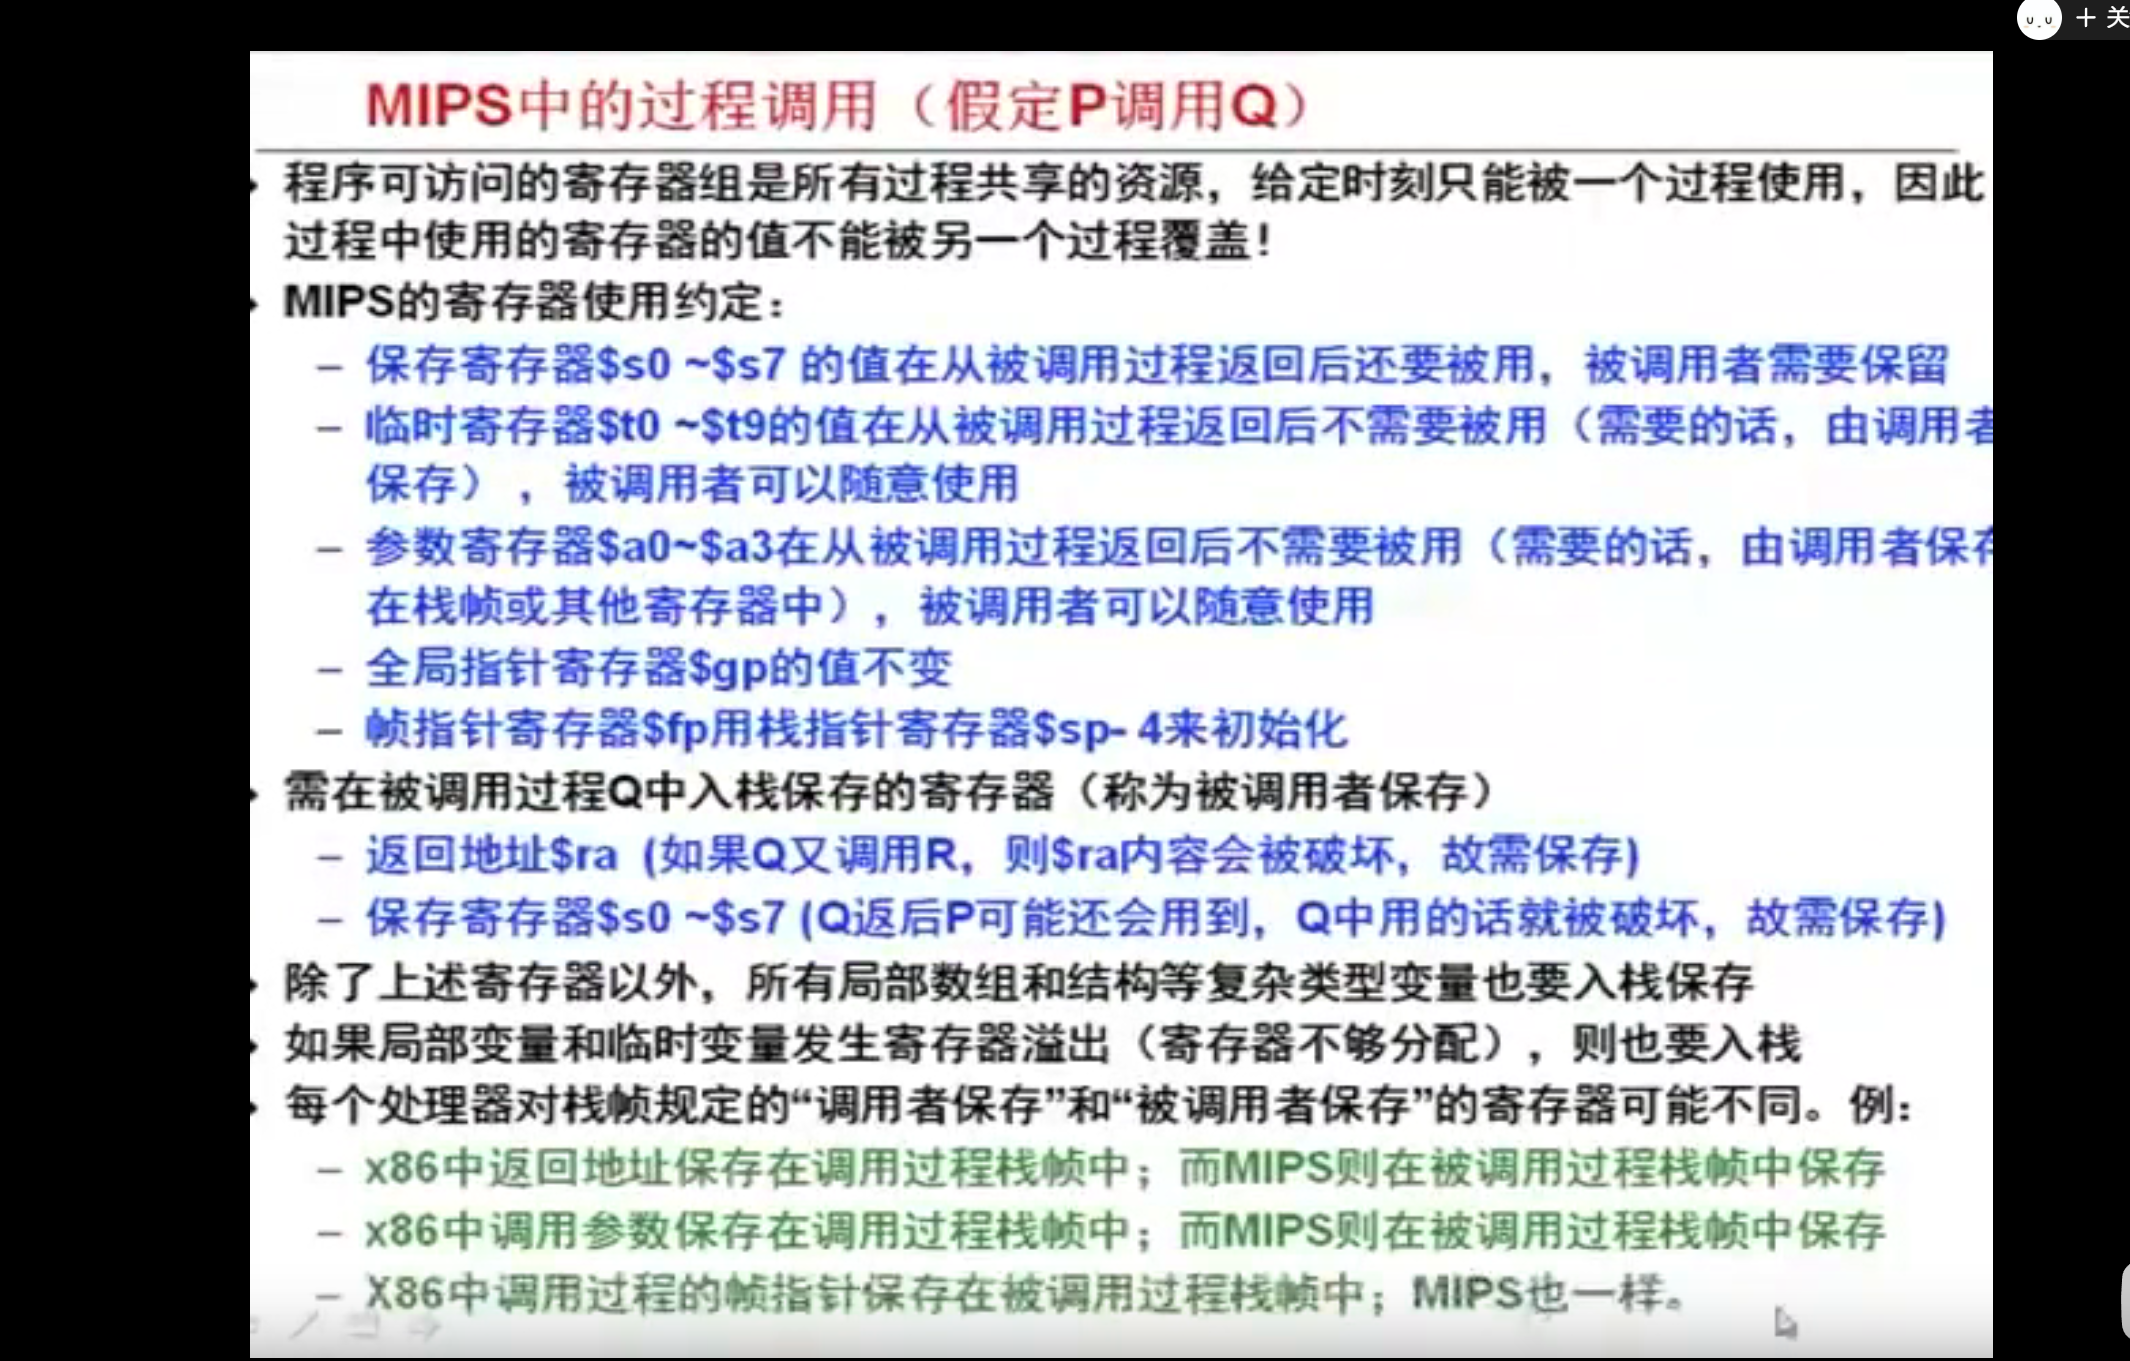 十 关
MIPS中的过程调用（假定P调用Q）
程序可访问的寄存器组是所有过程共享的资源，给定时刻只能被一个过程使用，因此
过程中使用的寄存器的值不能被另一个过程覆盖！
MIPS的寄存器使用约定：
– 保存寄存器$s0 ~$s7 的值在从被调用过程返回后还要被用，被调用者需要保留
– 临时寄存器$t0 ~$t9的值在从被调用过程返回后不需要被用（需要的话，由调用者
保存），被调用者可以随意使用
– 参数寄存器$a0~$a3在从被调用过程返回后不需要被用（需要的话，由调用者保存
在栈帧或其他寄存器中），被调用者可以随意使用
– 全局指针寄存器$gp的值不变
– 帧指针寄存器$fp用栈指针寄存器$sp- 4来初始化
需在被调用过程Q中入栈保存的寄存器（称为被调用者保存）
– 返回地址$ra (如果Q又调用R，则$ra内容会被破坏，故需保存)
– 保存寄存器$s0 ~$s7 (Q返后P可能还会用到，Q中用的话就被破坏，故需保存)
除了上述寄存器以外，所有局部数组和结构等复杂类型变量也要入栈保存
如果局部变量和临时变量发生寄存器溢出（寄存器不够分配），则也要入栈
每个处理器对栈帧规定的“调用者保存”和“被调用者保存”的寄存器可能不同。例：
– x86中返回地址保存在调用过程栈帧中；而MIPS则在被调用过程栈帧中保存
– x86中调用参数保存在调用过程栈帧中；而MIPS则在被调用过程栈帧中保存
– X86中调用过程的帧指针保存在被调用过程栈帧中；MIPS也一样。